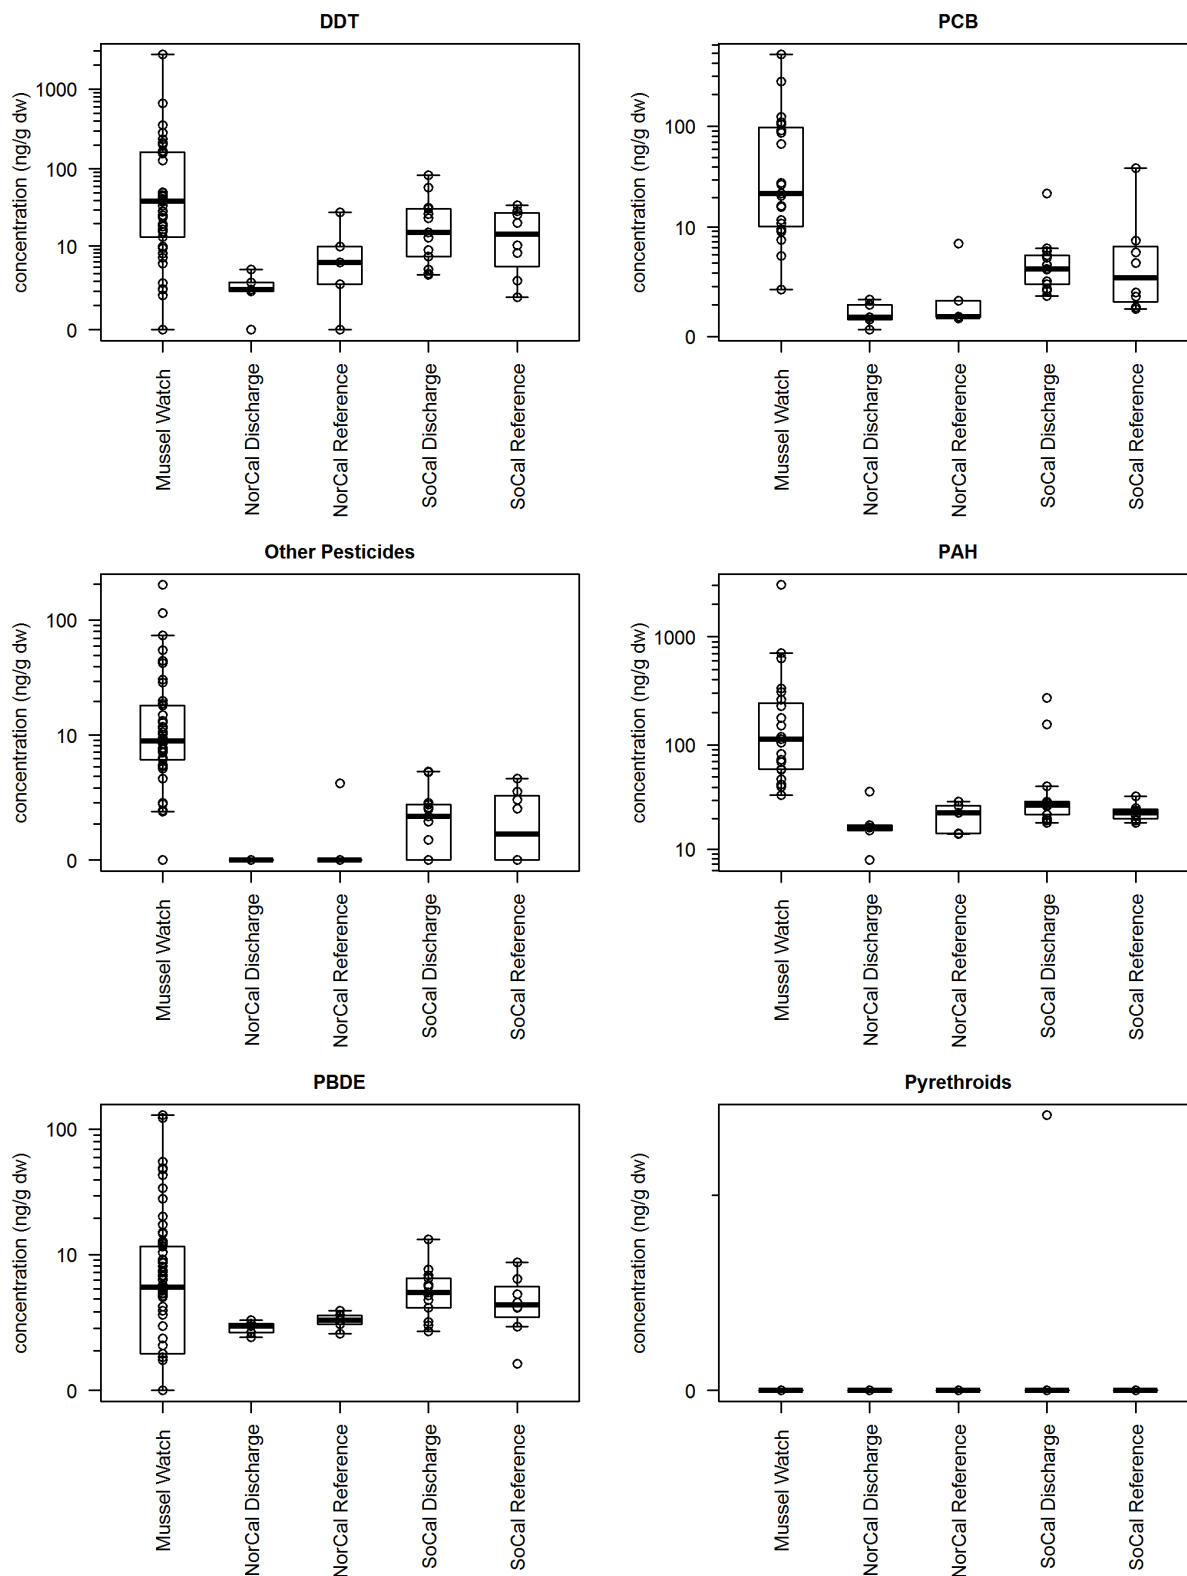 DDT
concentration (ng/g dw)
1000
100
10
0
Mussel Watch
NorCal Discharge
NorCal Reference
SoCal Discharge
SoCal Reference
PCB
concentration (ng/g dw)
100
10
0
Mussel Watch
NorCal Discharge
NorCal Reference
SoCal Discharge
SoCal Reference
Other Pesticides
concentration (ng/g dw)
100
10
0
Mussel Watch
NorCal Discharge
NorCal Reference
SoCal Discharge
SoCal Reference
PAH
concentration (ng/g dw)
1000
100
10
Mussel Watch
NorCal Discharge
NorCal Reference
SoCal Discharge
SoCal Reference
PBDE
concentration (ng/g dw)
100
10
0
Mussel Watch
NorCal Discharge
NorCal Reference
SoCal Discharge
SoCal Reference
Pyrethroids
concentration (ng/g dw)
0
Mussel Watch
NorCal Discharge
NorCal Reference
SoCal Discharge
SoCal Reference